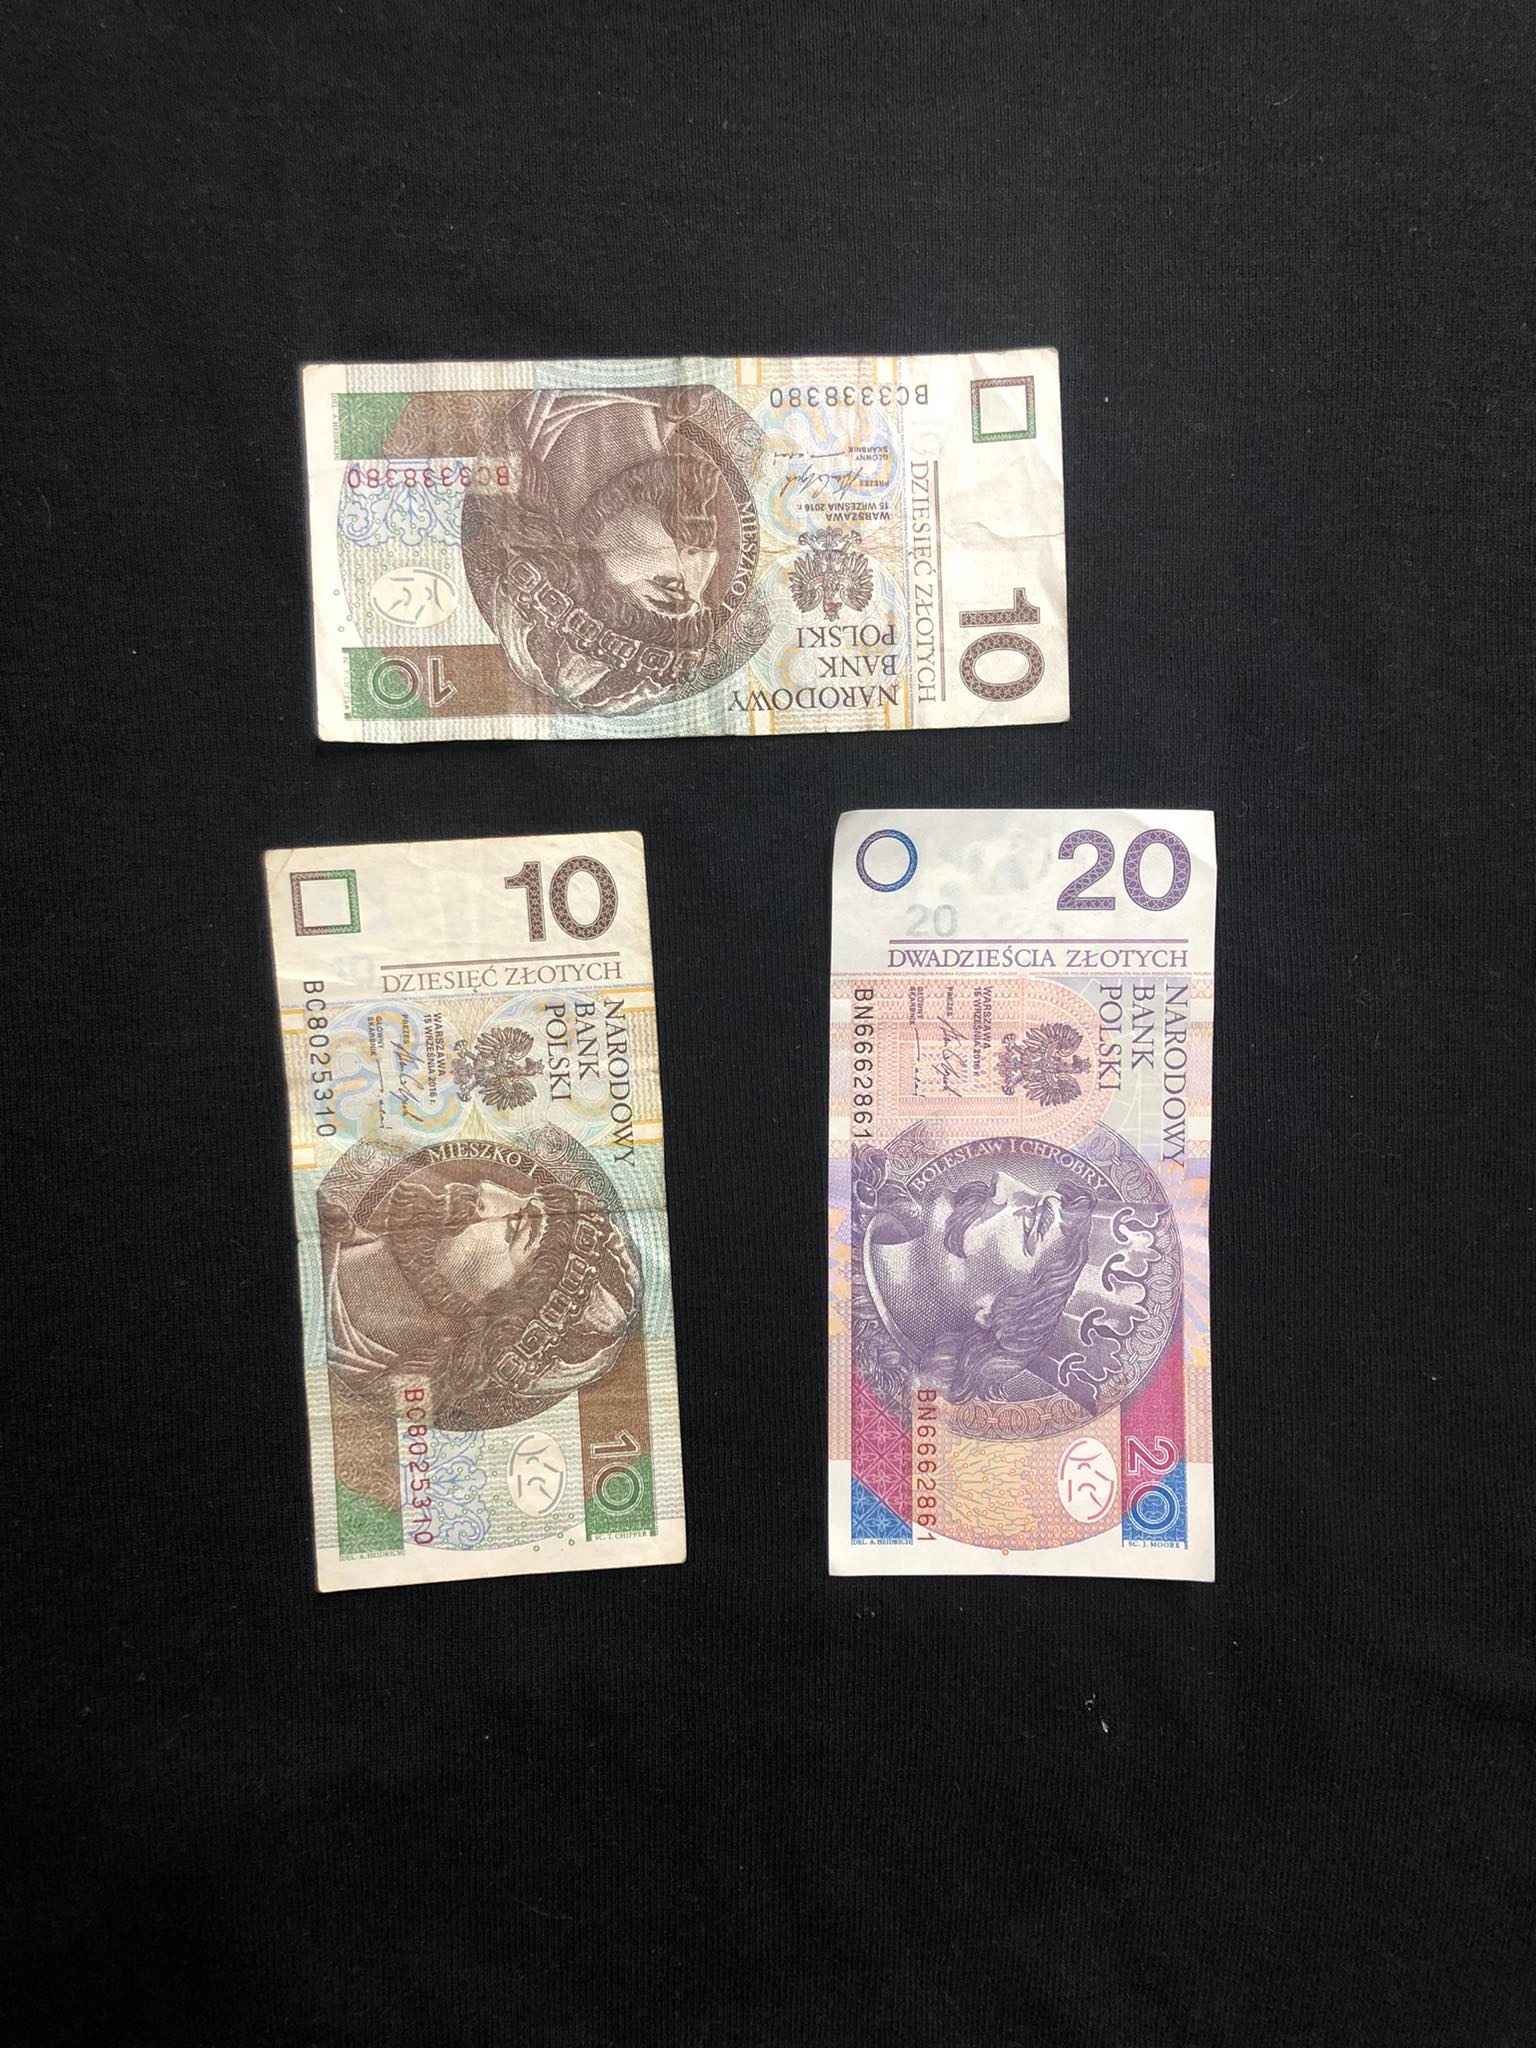 10
DZIESIĘĆ ZŁOTYCH
NARODOWY
BANK
POLSKI
WARSZAWA
15 WRZEŚNIA 2016 r.
PREZES
GŁÓWNY
SKARBNIK
BC3338380
MIESZKO I
BC3338380
10
10
DZIESIĘĆ ZŁOTYCH
NARODOWY
BANK
POLSKI
WARSZAWA
15 WRZEŚNIA 2016 r.
PREZES
GŁÓWNY
SKARBNIK
BC8025310
MIESZKO I
BC8025310
10
DEL. A. HEIDRICH
SC. T. CHIPPER
20
20
DWADZIEŚCIA ZŁOTYCH
NARODOWY
BANK
POLSKI
WARSZAWA
15 WRZEŚNIA 2016 r.
PREZES
GŁÓWNY
SKARBNIK
BN6662861
BOLESŁAW I CHROBRY
BN6662861
20
DEL. A. HEIDRICH
SC. J. MOORE